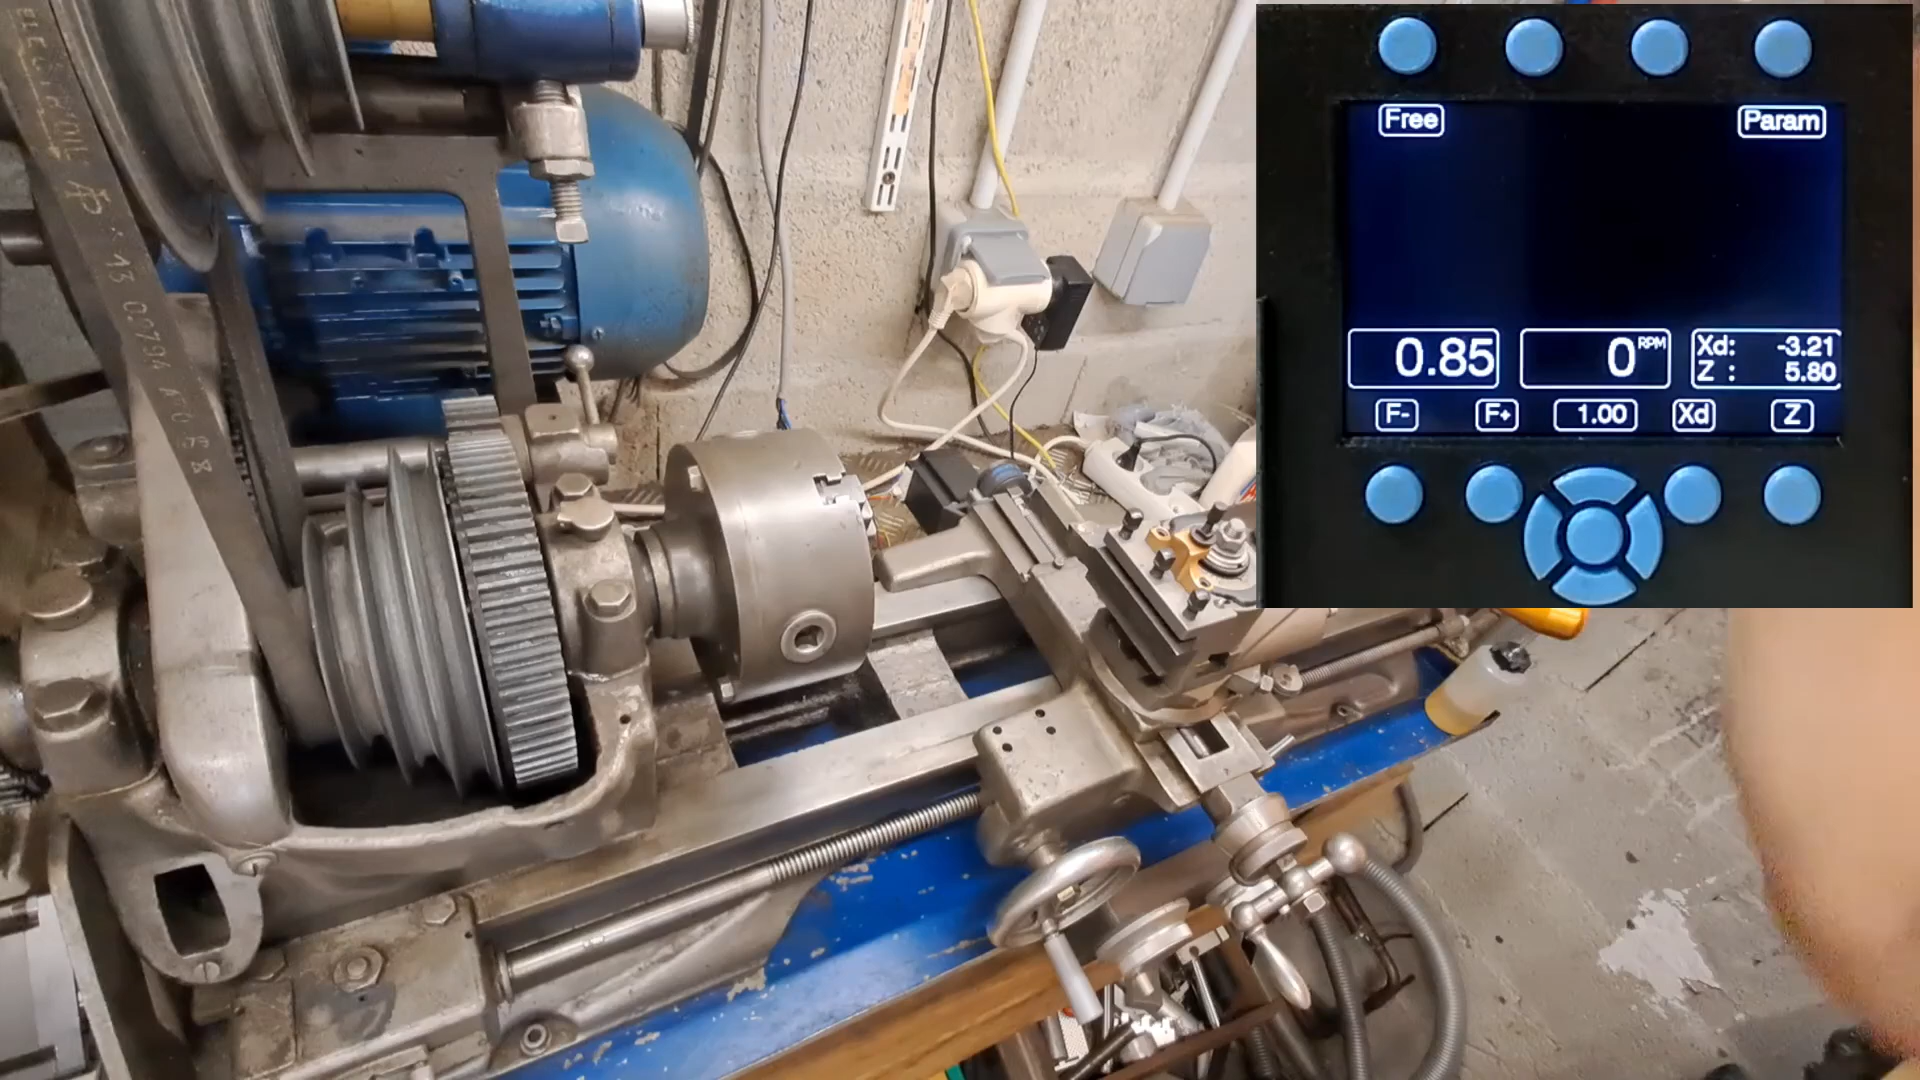 Free
Param
0.85
0 RPM
Xd: -3.21
Z : 5.80
F-
F+
1.00
Xd
Z